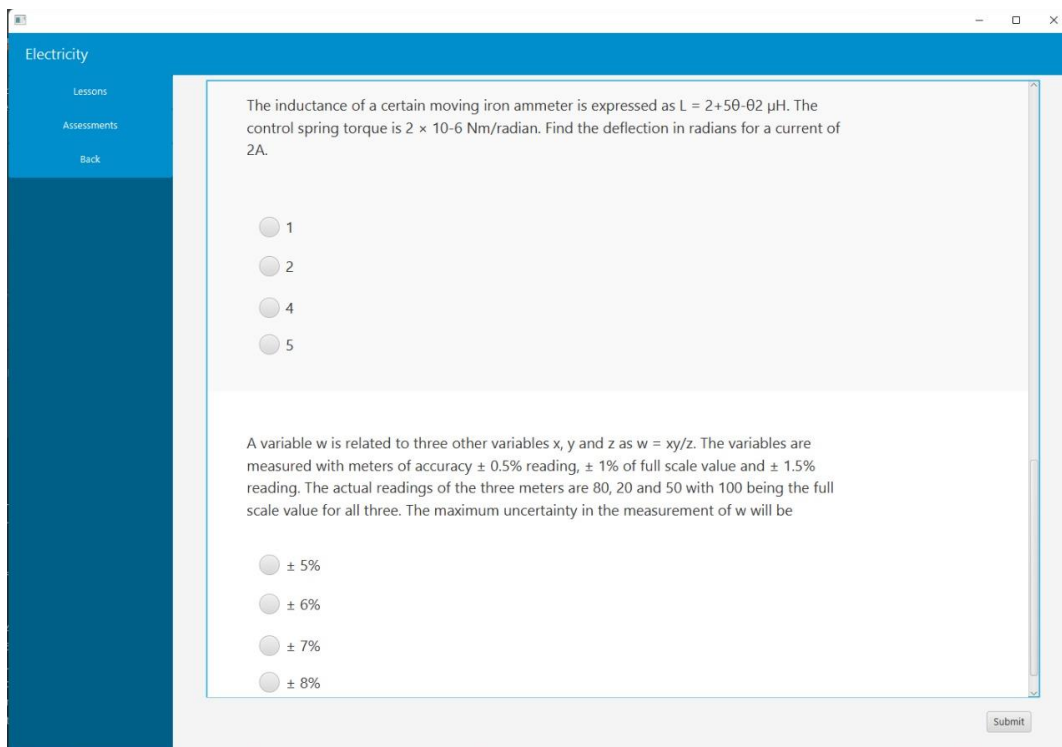 Electricity
Lessons
Assessments
Back
The inductance of a certain moving iron ammeter is expressed as L = 2+5θ-θ2 μH. The
control spring torque is 2 × 10-6 Nm/radian. Find the deflection in radians for a current of
2A.
1
2
4
5
A variable w is related to three other variables x, y and z as w = xy/z. The variables are
measured with meters of accuracy ± 0.5% reading, ± 1% of full scale value and ± 1.5%
reading. The actual readings of the three meters are 80, 20 and 50 with 100 being the full
scale value for all three. The maximum uncertainty in the measurement of w will be
± 5%
± 6%
± 7%
± 8%
Submit